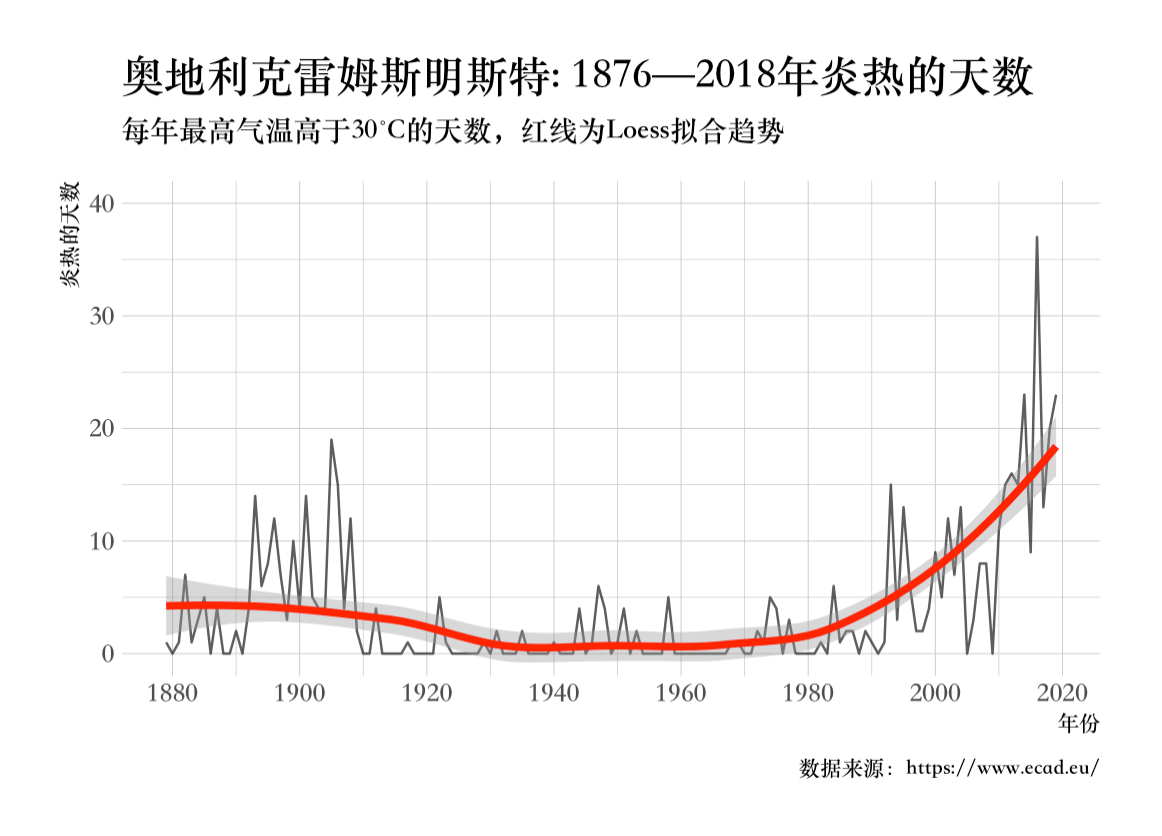 奥地利克雷姆斯明斯特: 1876—2018年炎热的天数
每年最高气温高于30°C的天数，红线为Loess拟合趋势
炎热的天数
40
30
20
10
0
1880 1900 1920 1940 1960 1980 2000 2020
年份
数据来源：https://www.ecad.eu/